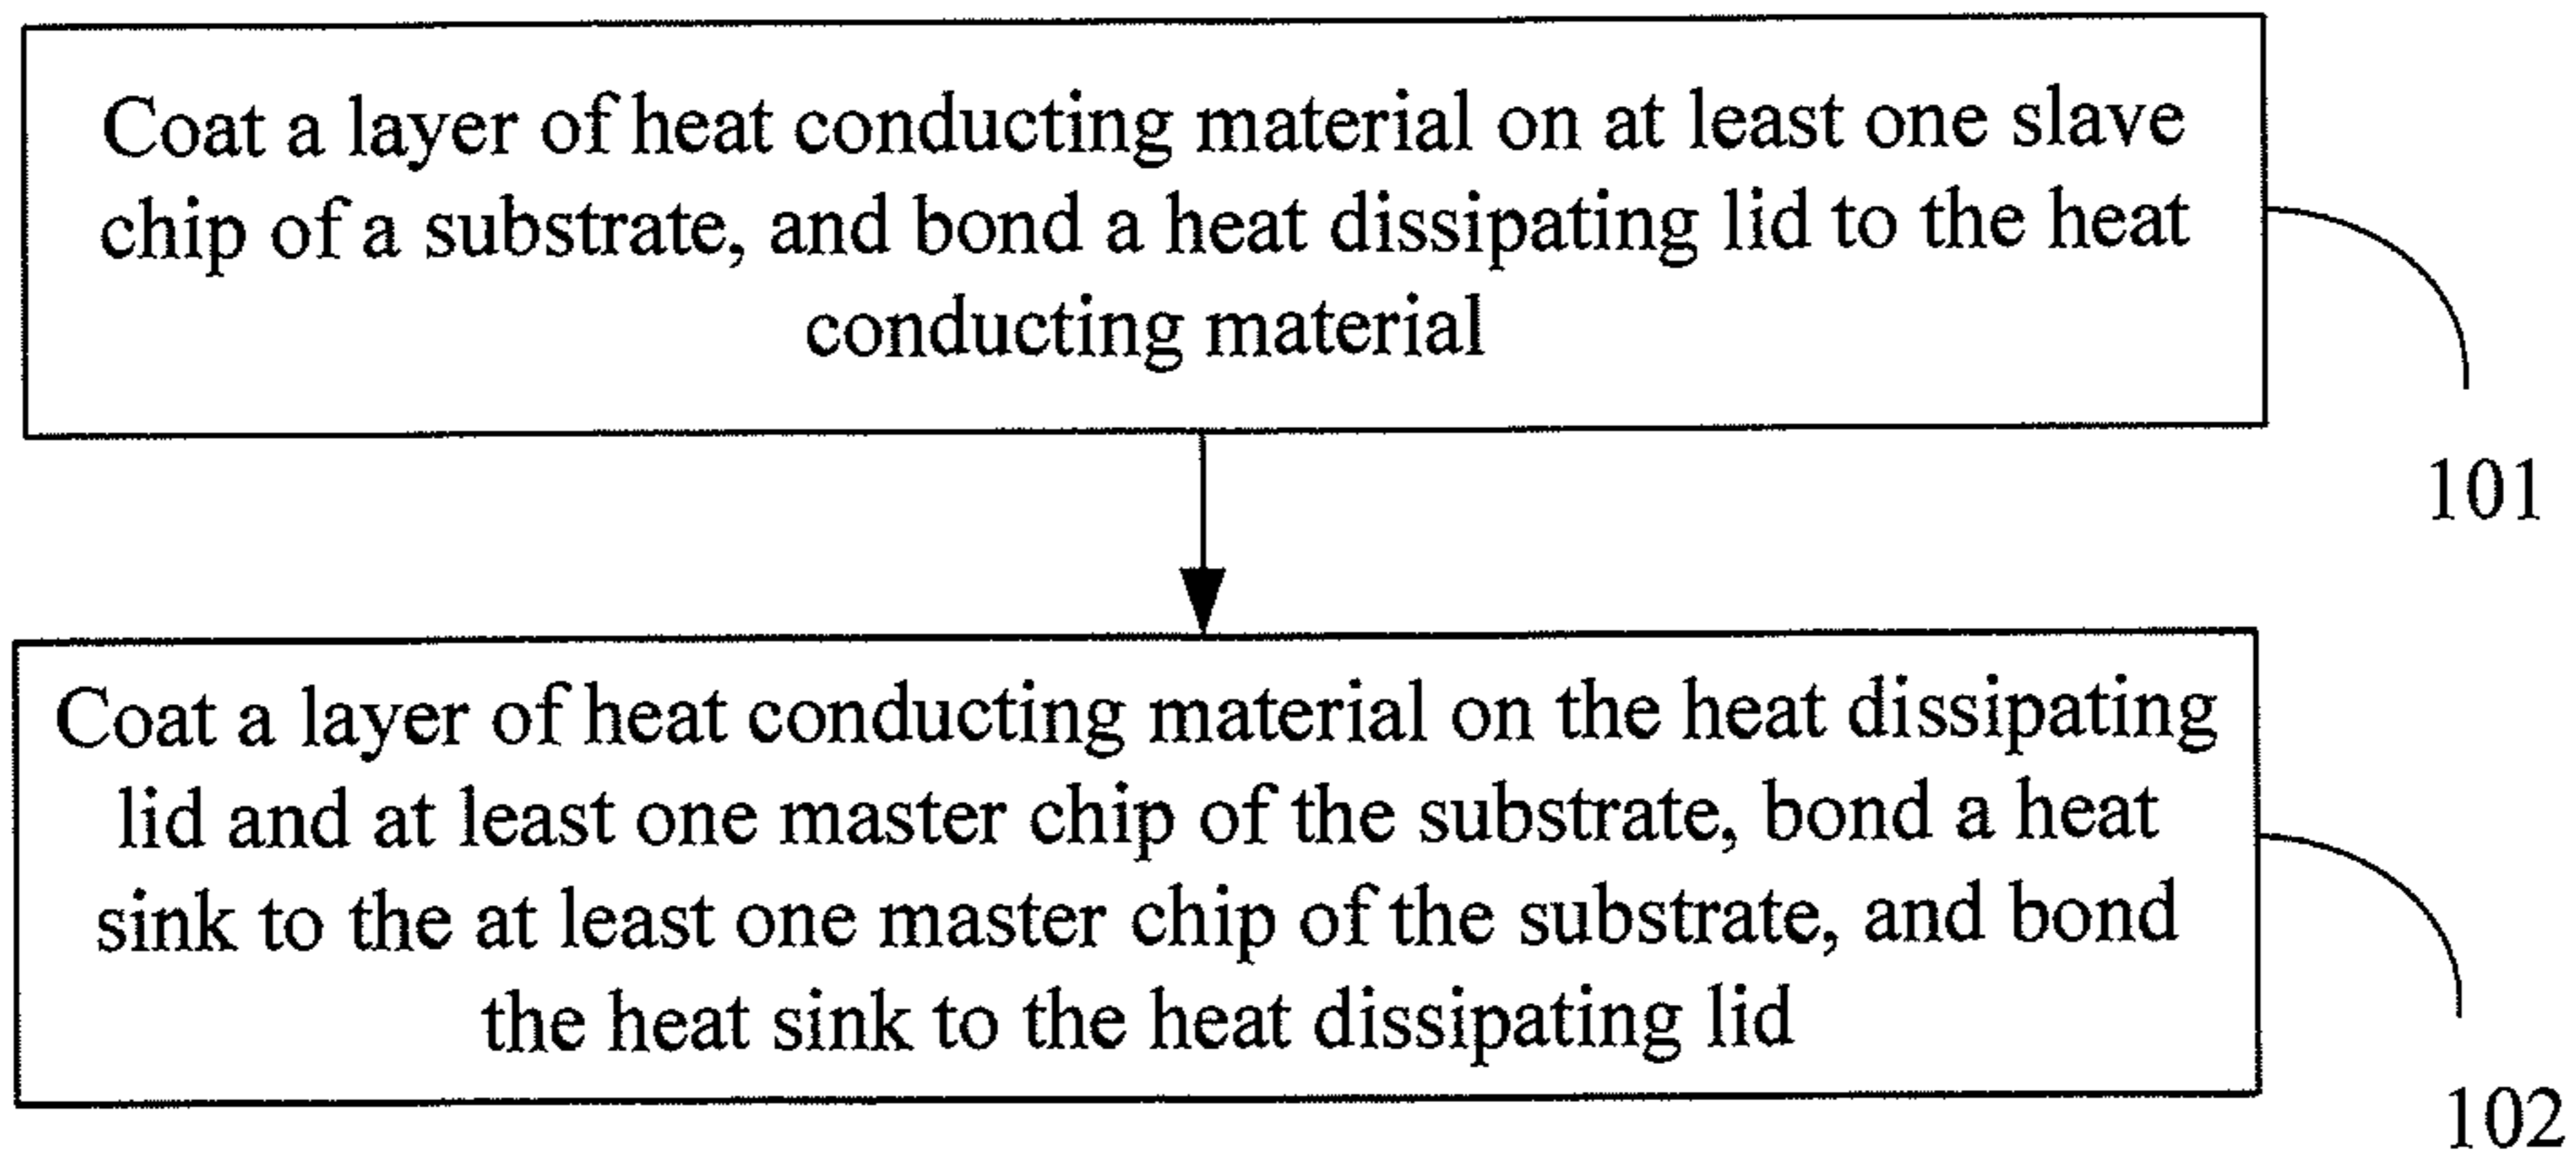 Coat a layer of heat conducting material on at least one slave
chip of a substrate, and bond a heat dissipating lid to the heat
conducting material
101
Coat a layer of heat conducting material on the heat dissipating
lid and at least one master chip of the substrate, bond a heat
sink to the at least one master chip of the substrate, and bond
the heat sink to the heat dissipating lid
102